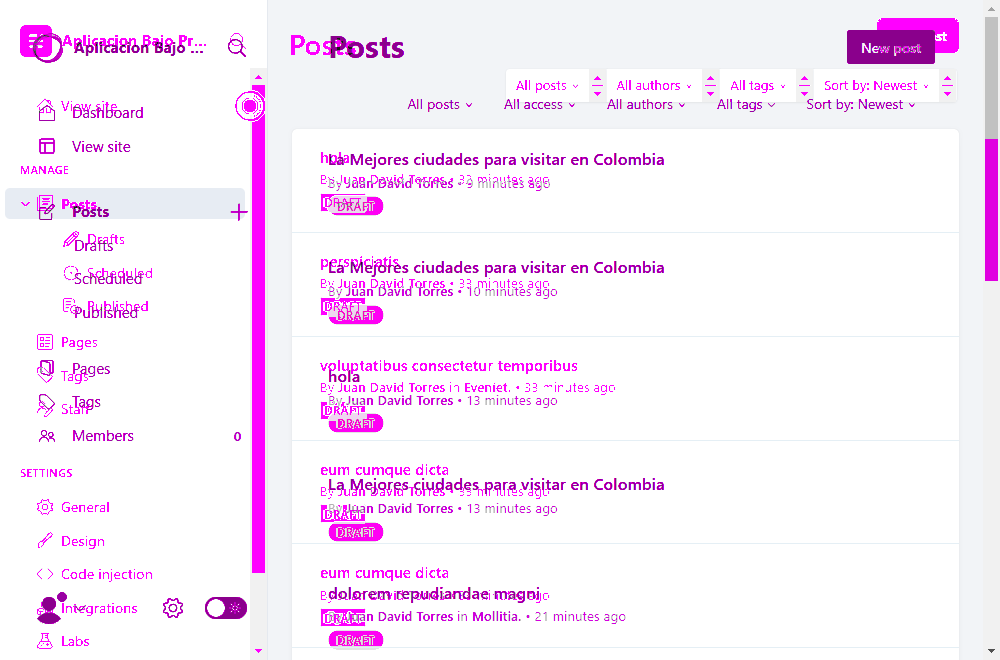 Aplicacion Bajo Pr...
Aplicacion Bajo ...
View site
Dashboard
View site
MANAGE
Posts
Posts
Drafts
Drafts
Scheduled
Scheduled
Published
Published
Pages
Pages
Tags
Tags
Staff
Members 0
SETTINGS
General
Design
Code injection
Integrations
Labs
Posts
Posts
New post
All posts All authors All tags Sort by: Newest
All posts All access All authors All tags Sort by: Newest
hola
La Mejores ciudades para visitar en Colombia
By Juan David Torres • 32 minutes ago
By Juan David Torres • 9 minutes ago
DRAFT
DRAFT
perspiciatis
La Mejores ciudades para visitar en Colombia
By Juan David Torres • 33 minutes ago
By Juan David Torres • 10 minutes ago
DRAFT
DRAFT
voluptatibus consectetur temporibus
hola
By Juan David Torres in Eveniet. • 33 minutes ago
By Juan David Torres • 13 minutes ago
DRAFT
DRAFT
eum cumque dicta
La Mejores ciudades para visitar en Colombia
By Juan David Torres • 33 minutes ago
By Juan David Torres • 13 minutes ago
DRAFT
DRAFT
eum cumque dicta
dolorem repudiandae magni
By Juan David Torres minutes ago
By Juan David Torres in Mollitia. • 21 minutes ago
DRAFT
DRAFT